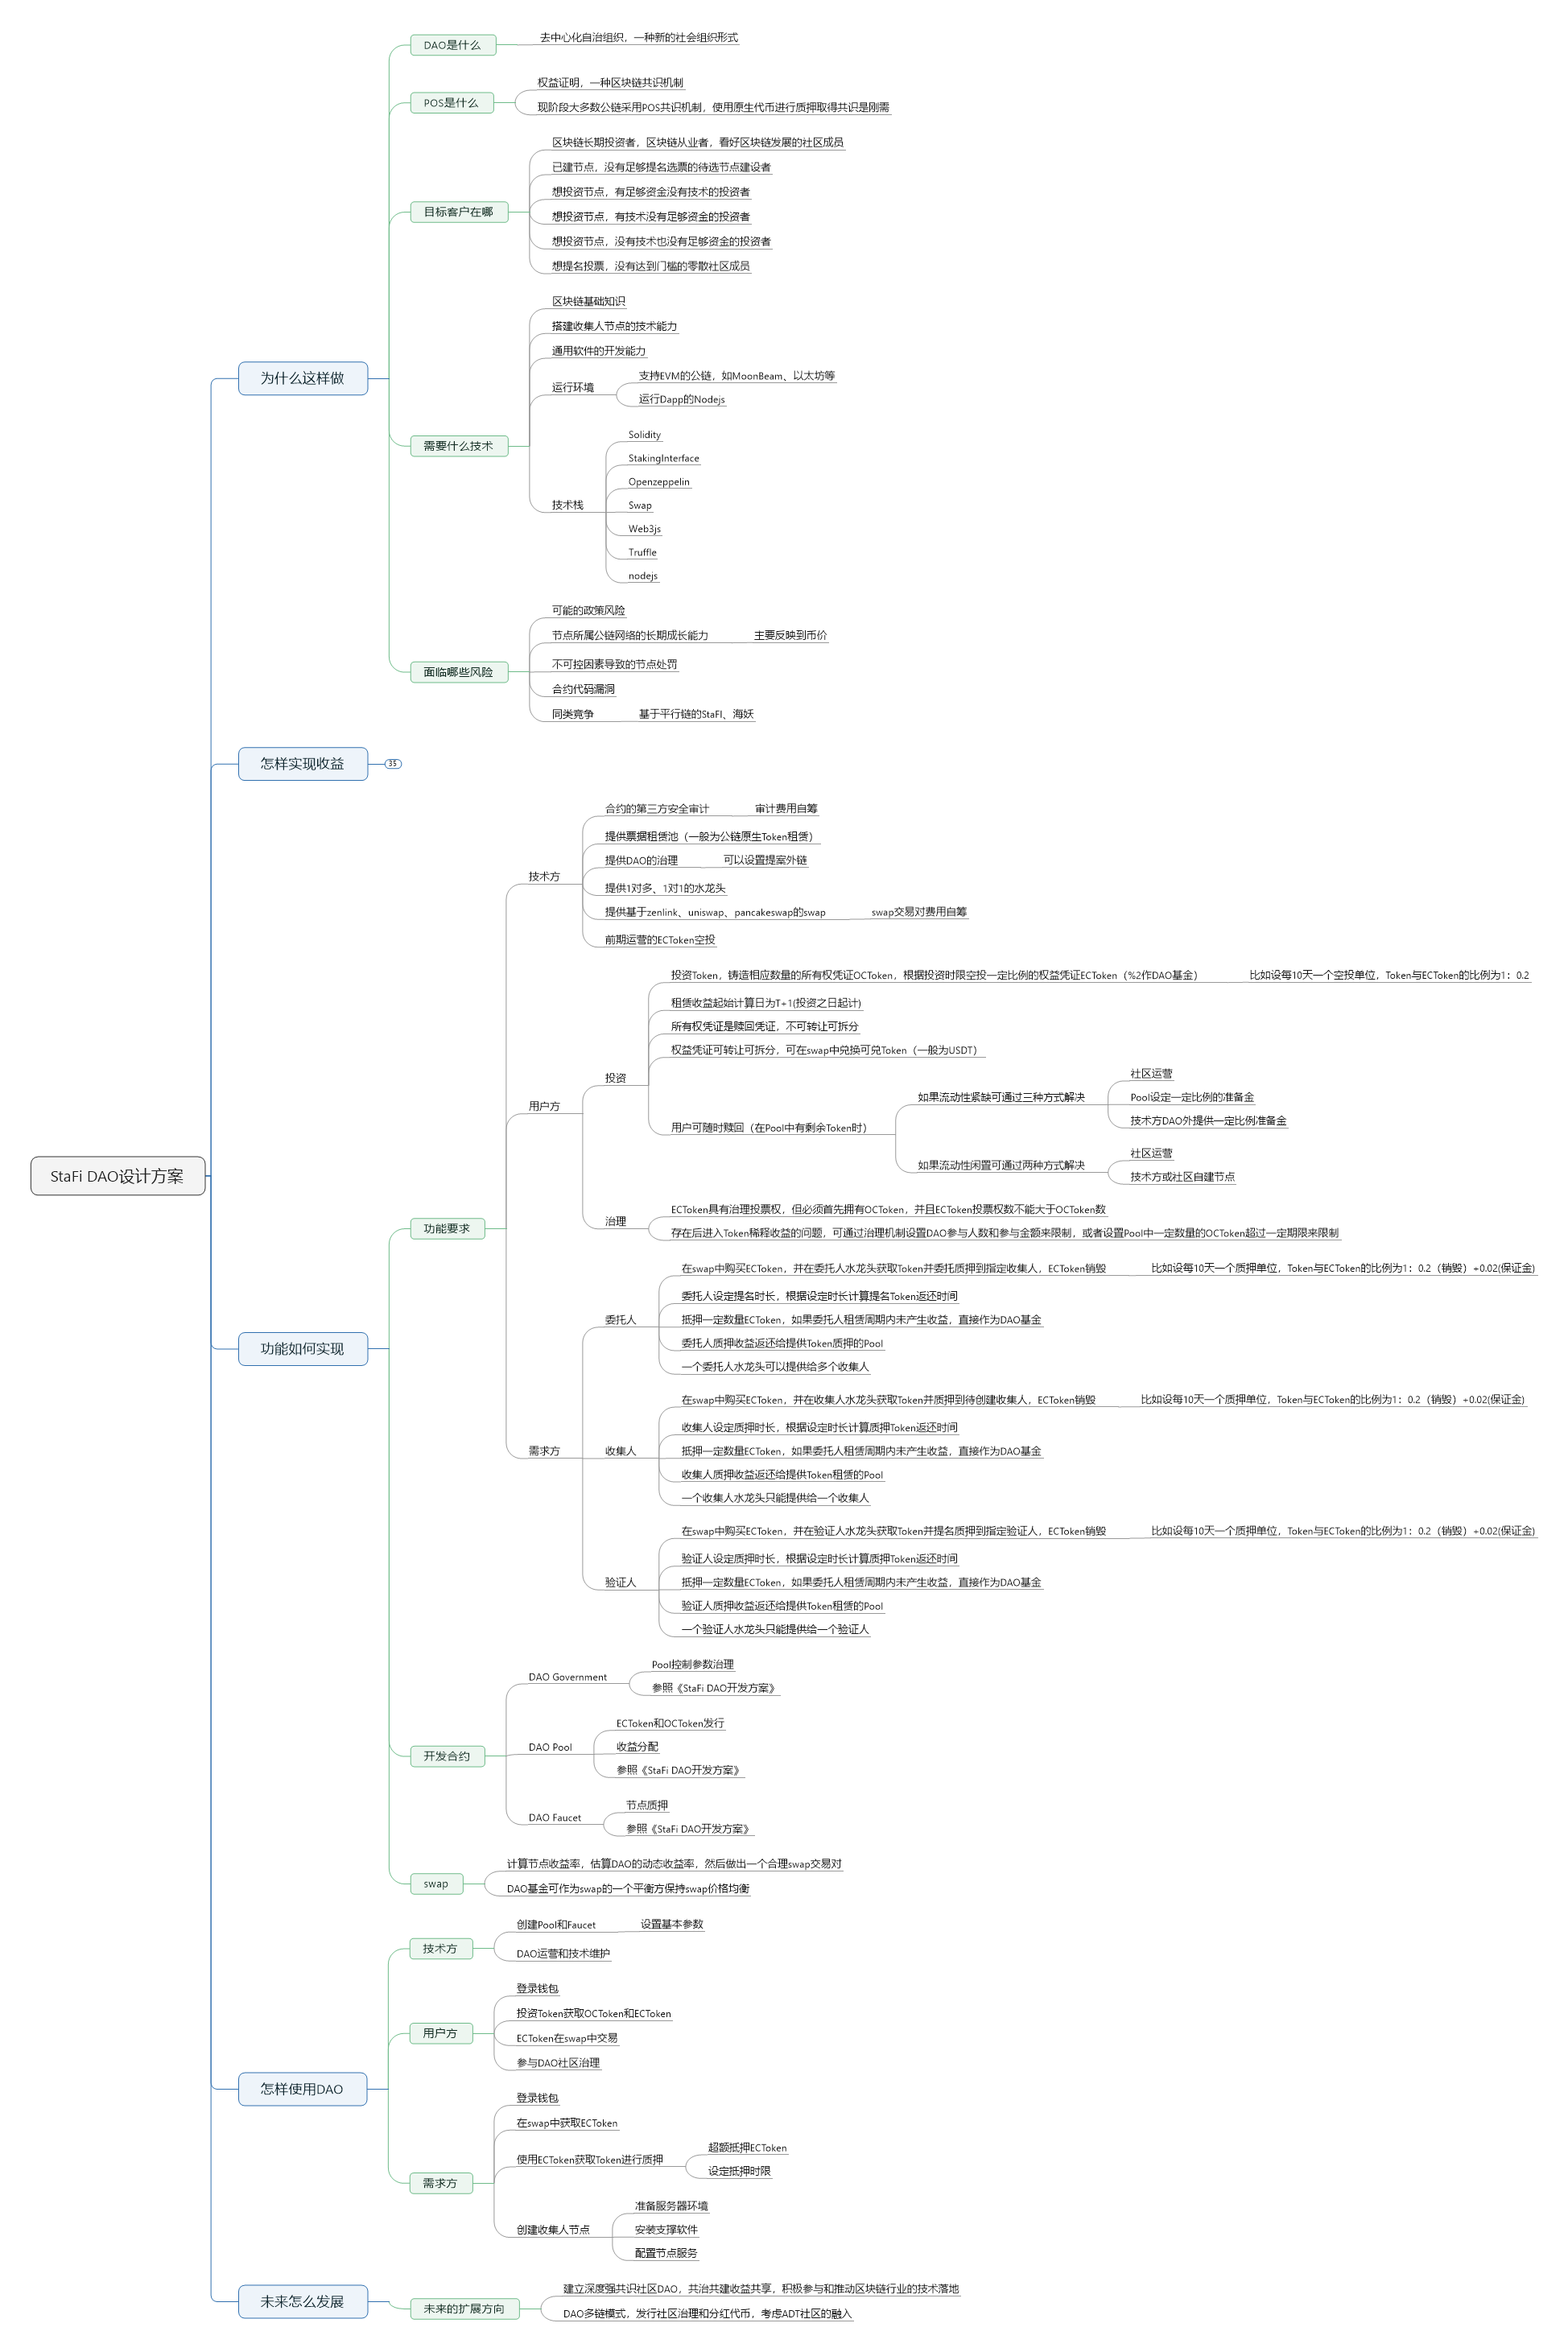 StaFi DAO设计方案
为什么这样做
DAO是什么
去中心化自治组织，一种新的社会组织形式
POS是什么
权益证明，一种区块链共识机制
现阶段大多数公链采用POS共识机制，使用原生代币进行质押取得共识是刚需
目标客户在哪
区块链长期投资者，区块链从业者，看好区块链发展的社区成员
已建节点，没有足够提名选票的待选节点建设者
想投资节点，有足够资金没有技术的投资者
想投资节点，有技术没有足够资金的投资者
想投资节点，没有技术也没有足够资金的投资者
想提名投票，没有达到门槛的零散社区成员
需要什么技术
区块链基础知识
搭建收集人节点的技术能力
通用软件的开发能力
运行环境
支持EVM的公链，如MoonBeam、以太坊等
运行Dapp的Nodejs
技术栈
Solidity
StakingInterface
Openzeppelin
Swap
Web3js
Truffle
nodejs
面临哪些风险
可能的政策风险
节点所属公链网络的长期成长能力
主要反映到币价
不可控因素导致的节点处罚
合约代码漏洞
同类竟争
基于平行链的StaFI、海妖
怎样实现收益
35
功能如何实现
功能要求
技术方
合约的第三方安全审计
审计费用自筹
提供票据租赁池（一般为公链原生Token租赁）
提供DAO的治理
可以设置提案外链
提供1对多、1对1的水龙头
提供基于zenlink、uniswap、pancakeswap的swap
swap交易对费用自筹
前期运营的ECToken空投
用户方
投资
投资Token，铸造相应数量的所有权凭证OCToken，根据投资时限空投一定比例的权益凭证ECToken（%2作DAO基金）
比如设每10天一个空投单位，Token与ECToken的比例为1：0.2
租赁收益起始计算日为T+1(投资之日起计)
所有权凭证是赎回凭证，不可转让可拆分
权益凭证可转让可拆分，可在swap中兑换可兑Token（一般为USDT）
用户可随时赎回（在Pool中有剩余Token时）
如果流动性紧缺可通过三种方式解决
社区运营
Pool设定一定比例的准备金
技术方DAO外提供一定比例准备金
如果流动性闲置可通过两种方式解决
社区运营
技术方或社区自建节点
治理
ECToken具有治理投票权，但必须首先拥有OCToken，并且ECToken投票权数不能大于OCToken数
存在后进入Token稀释收益的问题，可通过治理机制设置DAO参与人数和参与金额来限制，或者设置Pool中一定数量的OCToken超过一定期限来限制
需求方
委托人
在swap中购买ECToken，并在委托人水龙头获取Token并委托质押到指定收集人，ECToken销毁
比如设每10天一个质押单位，Token与ECToken的比例为1：0.2（销毁）+0.02(保证金)
委托人设定提名时长，根据设定时长计算提名Token返还时间
抵押一定数量ECToken，如果委托人租赁周期内未产生收益，直接作为DAO基金
委托人质押收益返还给提供Token质押的Pool
一个委托人水龙头可以提供给多个收集人
收集人
在swap中购买ECToken，并在收集人水龙头获取Token并质押到待创建收集人，ECToken销毁
比如设每10天一个质押单位，Token与ECToken的比例为1：0.2（销毁）+0.02(保证金)
收集人设定质押时长，根据设定时长计算质押Token返还时间
抵押一定数量ECToken，如果委托人租赁周期内未产生收益，直接作为DAO基金
收集人质押收益返还给提供Token租赁的Pool
一个收集人水龙头只能提供给一个收集人
验证人
在swap中购买ECToken，并在验证人水龙头获取Token并提名质押到指定验证人，ECToken销毁
比如设每10天一个质押单位，Token与ECToken的比例为1：0.2（销毁）+0.02(保证金)
验证人设定质押时长，根据设定时长计算质押Token返还时间
抵押一定数量ECToken，如果委托人租赁周期内未产生收益，直接作为DAO基金
验证人质押收益返还给提供Token租赁的Pool
一个验证人水龙头只能提供给一个验证人
开发合约
DAO Government
Pool控制参数治理
参照《StaFi DAO开发方案》
DAO Pool
ECToken和OCToken发行
收益分配
参照《StaFi DAO开发方案》
DAO Faucet
节点质押
参照《StaFi DAO开发方案》
swap
计算节点收益率，估算DAO的动态收益率，然后做出一个合理swap交易对
DAO基金可作为swap的一个平衡方保持swap价格均衡
怎样使用DAO
技术方
创建Pool和Faucet
设置基本参数
DAO运营和技术维护
用户方
登录钱包
投资Token获取OCToken和ECToken
ECToken在swap中交易
参与DAO社区治理
需求方
登录钱包
在swap中获取ECToken
使用ECToken获取Token进行质押
超额抵押ECToken
设定抵押时限
创建收集人节点
准备服务器环境
安装支撑软件
配置节点服务
未来怎么发展
未来的扩展方向
建立深度强共识社区DAO，共治共建收益共享，积极参与和推动区块链行业的技术落地
DAO多链模式，发行社区治理和分红代币，考虑ADT社区的融入